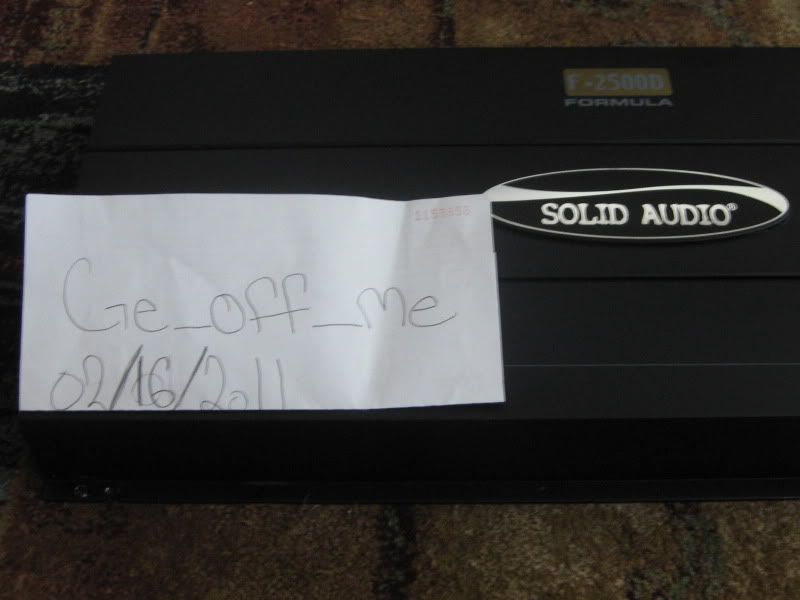 F-2500D
FORMULA
SOLID AUDIO®
Ge_off_me
02/16/2011